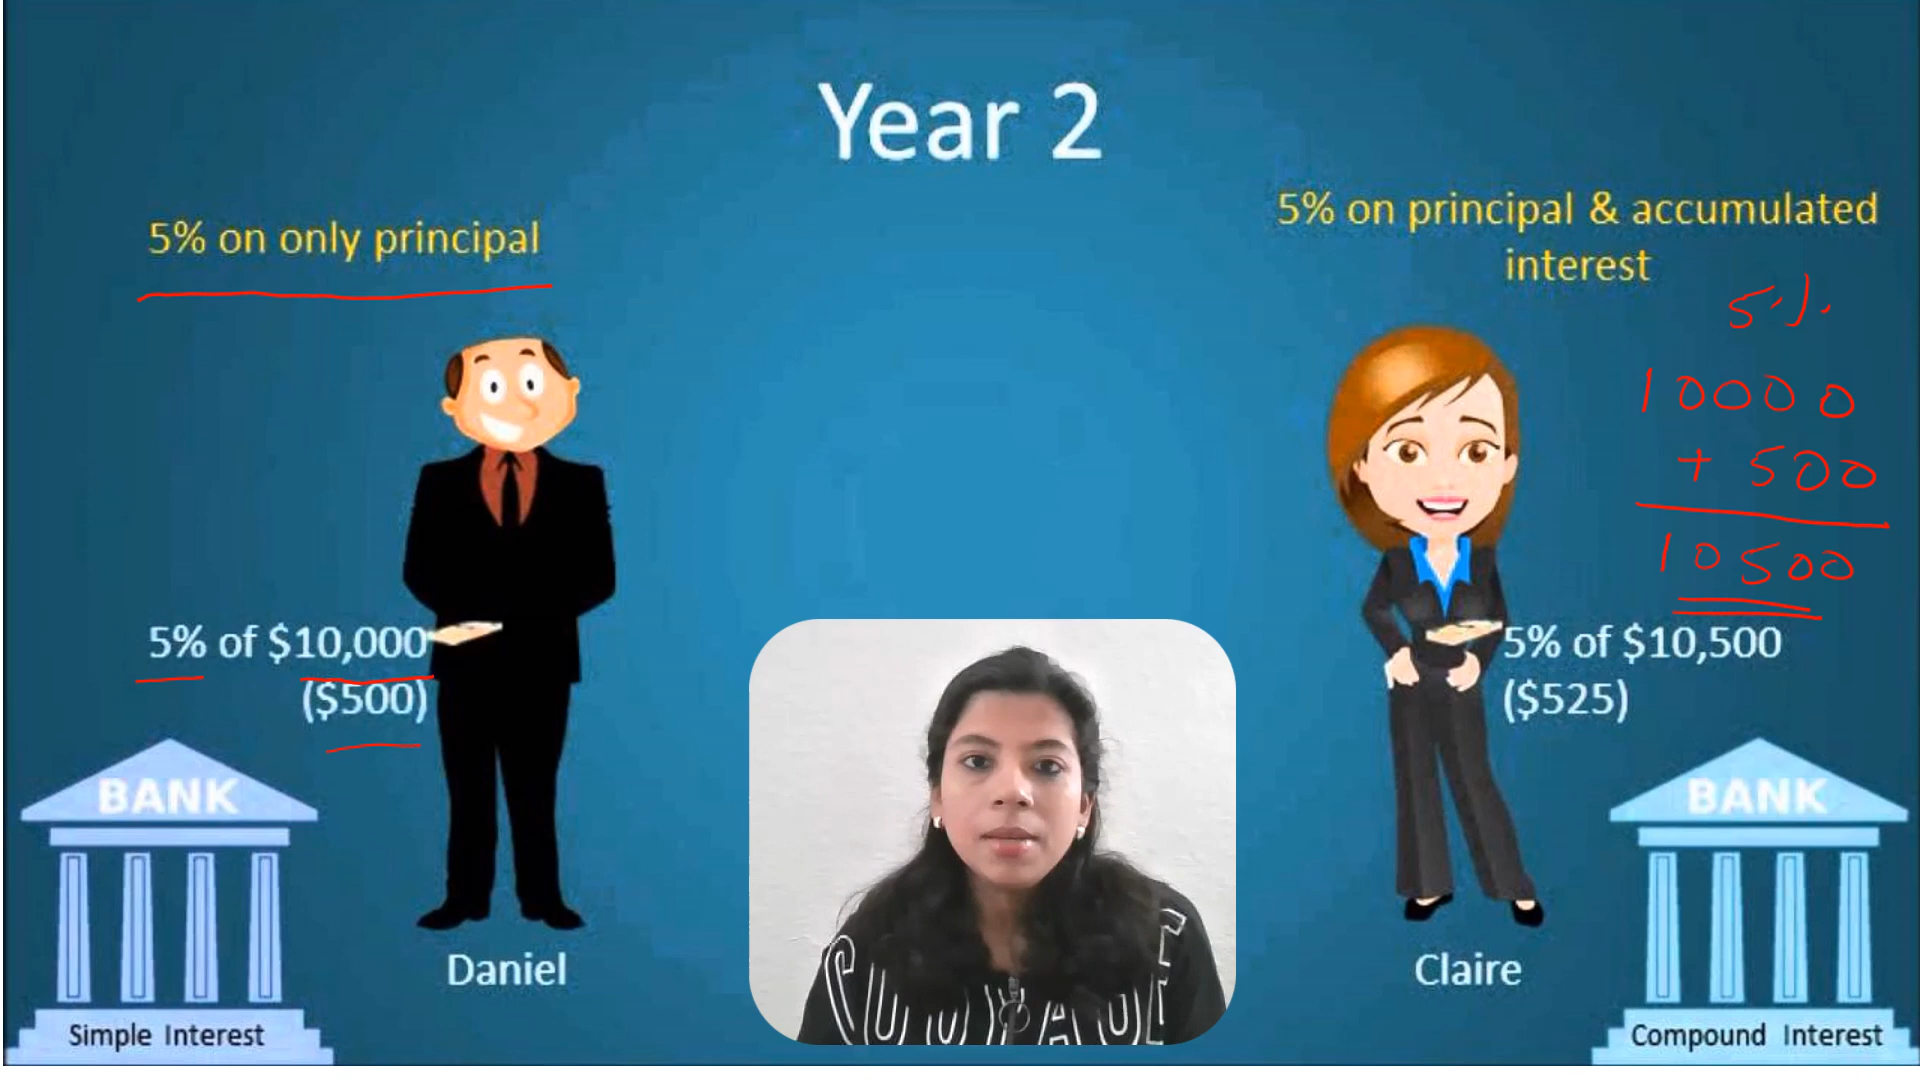 Year 2
5% on only principal
5% on principal & accumulated
interest
5%
10000
+ 500
10500
5% of $10,000
($500)
5% of $10,500
($525)
BANK
BANK
Daniel
Claire
Simple Interest
Compound Interest